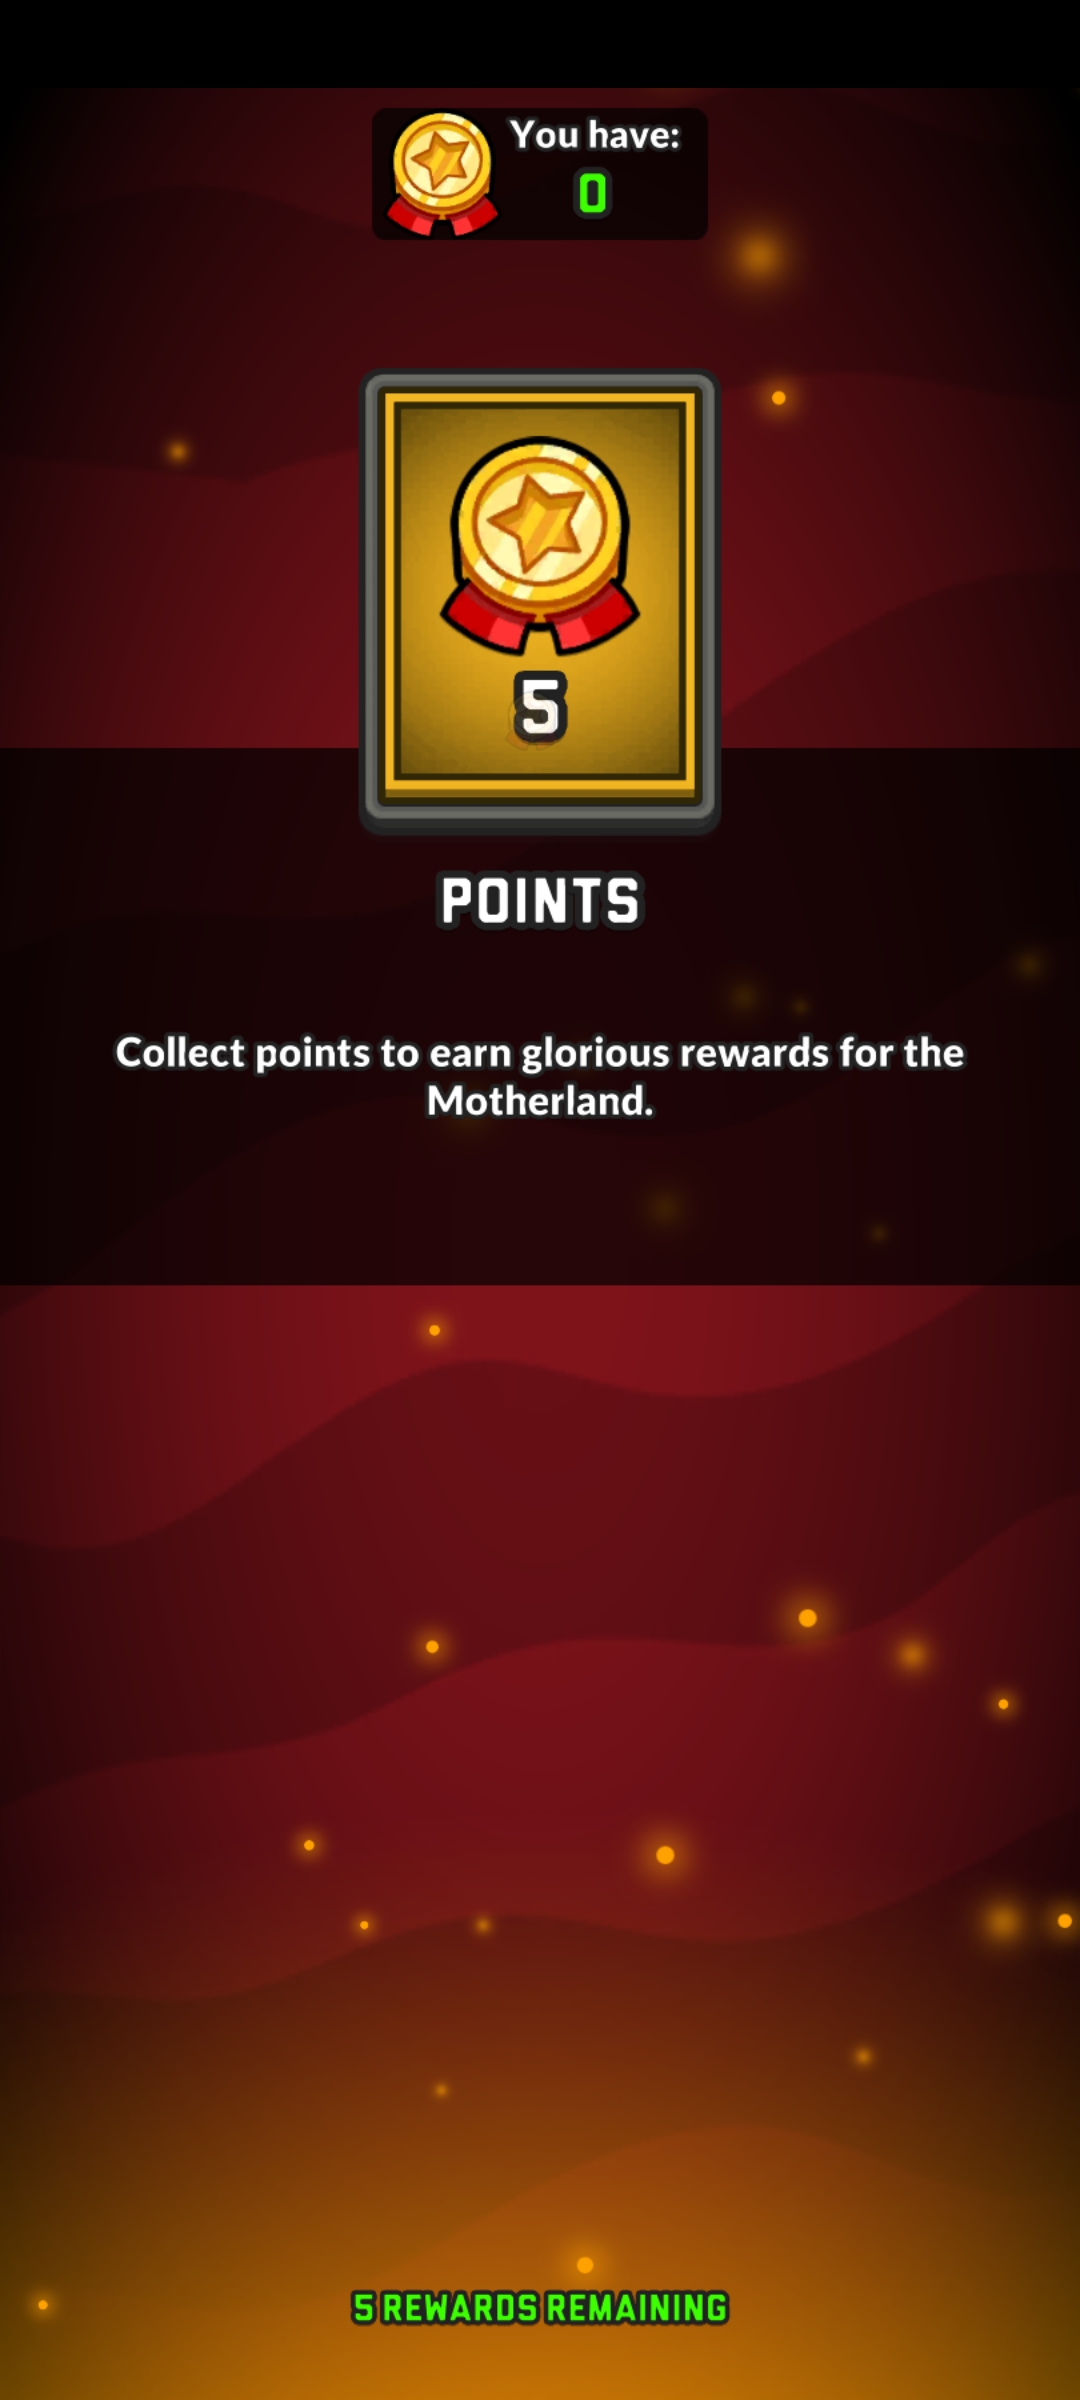 You have:
0
5
POINTS
Collect points to earn glorious rewards for the
Motherland.
5 REWARDS REMAINING